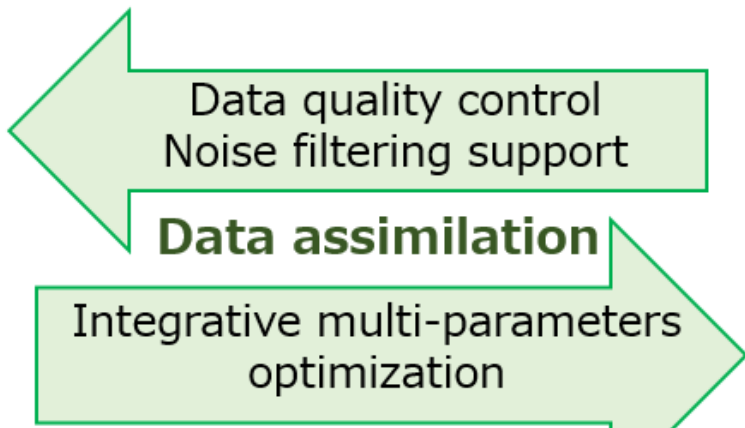 Data quality control
Noise filtering support
Data assimilation
Integrative multi-parameters
optimization